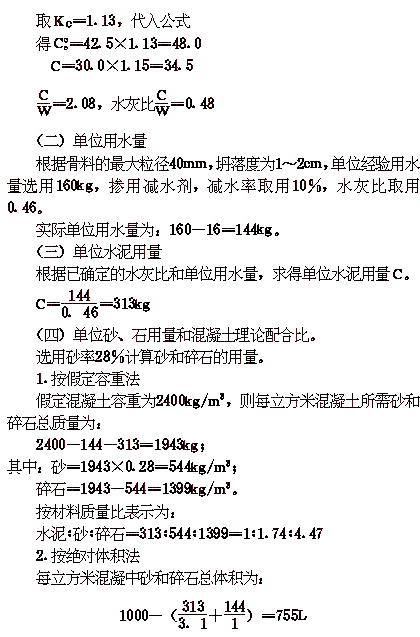 取K_C=1.13，代入公式
得C_c^o=42.5×1.13=48.0
C=30.0×1.15=34.5
C/W=2.08，水灰比C/W=0.48
（二）单位用水量
根据骨料的最大粒径40mm，坍落度为1～2cm，单位经验用水
量选用160kg，掺用减水剂，减水率取用10%，水灰比取用
0.46。
实际单位用水量为：160-16=144kg。
（三）单位水泥用量
根据已确定的水灰比和单位用水量，求得单位水泥用量C。
C=144/0.46=313kg
（四）单位砂、石用量和混凝土理论配合比。
选用砂率28%计算砂和碎石的用量。
1.按假定容重法
假定混凝土容重为2400kg/m³，则每立方米混凝土所需砂和
碎石总质量为：
2400-144-313=1943kg；
其中：砂=1943×0.28=544kg/m³；
碎石=1943-544=1399kg/m³。
按材料质量比表示为：
水泥：砂：碎石=313：544：1399=1：1.74：4.47
2.按绝对体积法
每立方米混凝中砂和碎石总体积为：
1000-（313/3.1+144/1）=755L